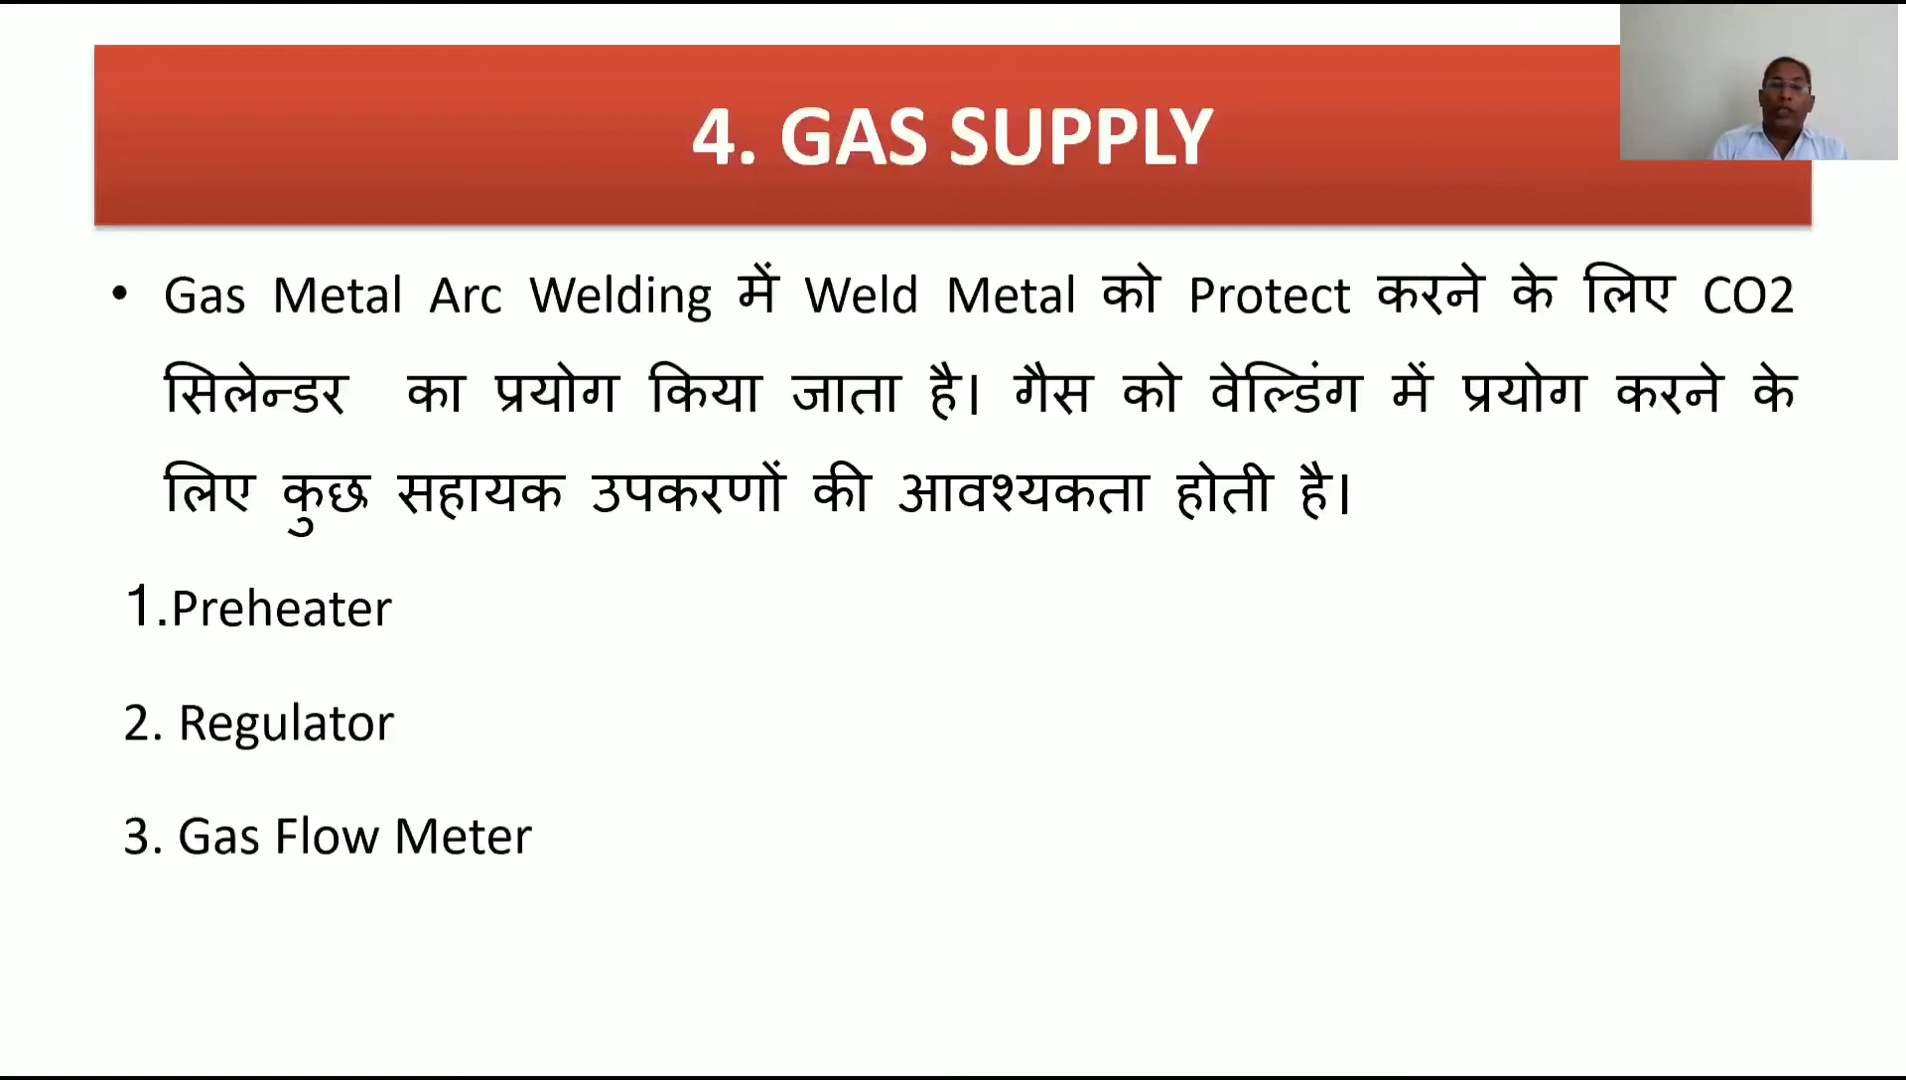 4. GAS SUPPLY
• Gas Metal Arc Welding में Weld Metal को Protect करने के लिए CO2
सिलेन्डर का प्रयोग किया जाता है। गैस को वेल्डिंग में प्रयोग करने के
लिए कुछ सहायक उपकरणों की आवश्यकता होती है।
1.Preheater
2. Regulator
3. Gas Flow Meter